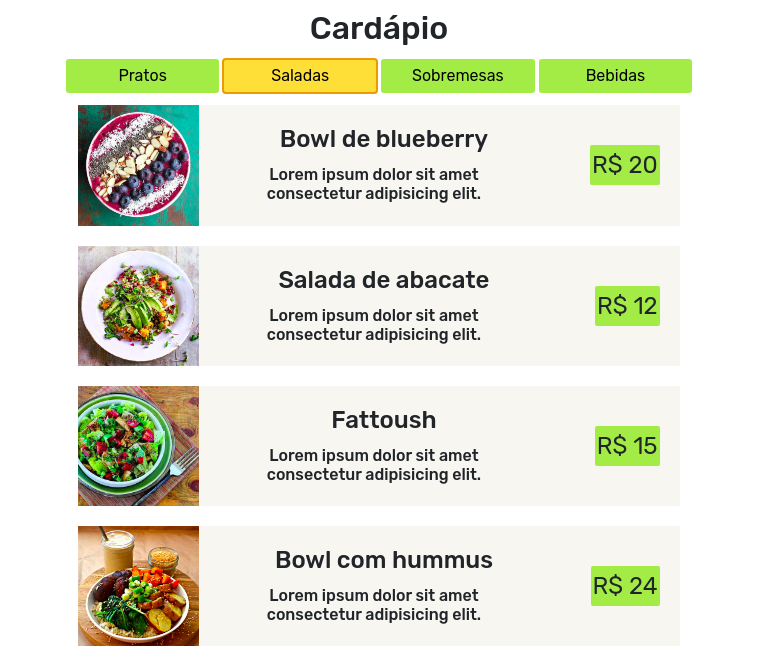 Cardápio
Pratos
Saladas
Sobremesas
Bebidas
Bowl de blueberry
Lorem ipsum dolor sit amet
consectetur adipisicing elit.
R$ 20
Salada de abacate
Lorem ipsum dolor sit amet
consectetur adipisicing elit.
R$ 12
Fattoush
Lorem ipsum dolor sit amet
consectetur adipisicing elit.
R$ 15
Bowl com hummus
Lorem ipsum dolor sit amet
consectetur adipisicing elit.
R$ 24